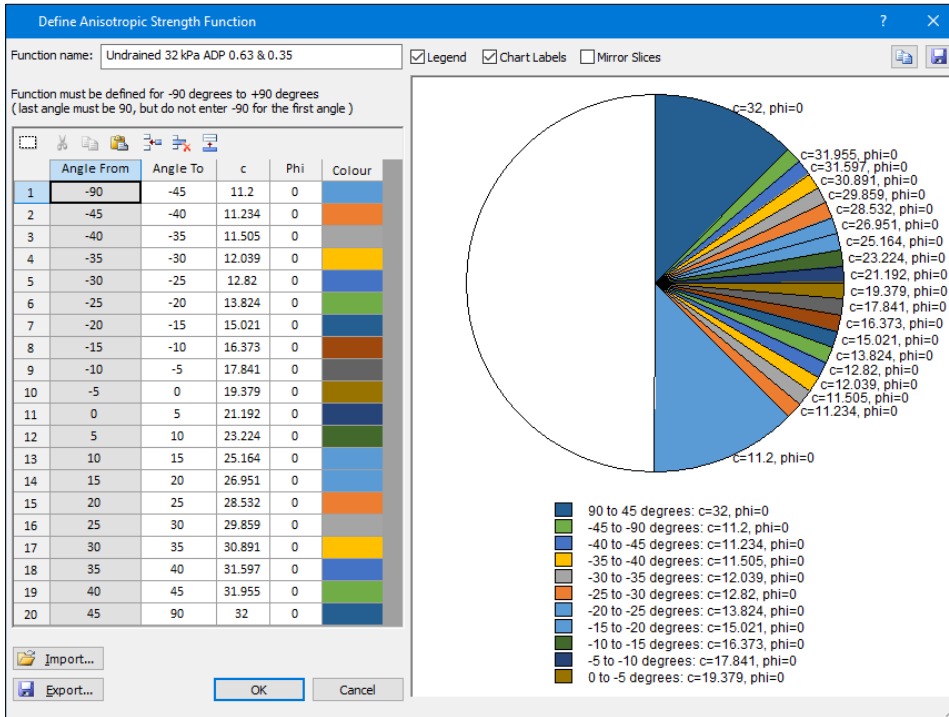 Define Anisotropic Strength Function
?
Function name: Undrained 32 kPa ADP 0.63 & 0.35
Legend Chart Labels Mirror Slices
Function must be defined for -90 degrees to +90 degrees
( last angle must be 90, but do not enter -90 for the first angle )
Angle From Angle To c Phi Colour
1 -90 -45 11.2 0
2 -45 -40 11.234 0
3 -40 -35 11.505 0
4 -35 -30 12.039 0
5 -30 -25 12.82 0
6 -25 -20 13.824 0
7 -20 -15 15.021 0
8 -15 -10 16.373 0
9 -10 -5 17.841 0
10 -5 0 19.379 0
11 0 5 21.192 0
12 5 10 23.224 0
13 10 15 25.164 0
14 15 20 26.951 0
15 20 25 28.532 0
16 25 30 29.859 0
17 30 35 30.891 0
18 35 40 31.597 0
19 40 45 31.955 0
20 45 90 32 0
Import...
Export...
OK
Cancel
c=32, phi=0
c=31.955, phi=0
c=31.597, phi=0
c=30.891, phi=0
c=29.859, phi=0
c=28.532, phi=0
c=26.951, phi=0
c=25.164, phi=0
c=23.224, phi=0
c=21.192, phi=0
c=19.379, phi=0
c=17.841, phi=0
c=16.373, phi=0
c=15.021, phi=0
c=13.824, phi=0
c=12.82, phi=0
c=12.039, phi=0
c=11.505, phi=0
c=11.234, phi=0
c=11.2, phi=0
90 to 45 degrees: c=32, phi=0
-45 to -90 degrees: c=11.2, phi=0
-40 to -45 degrees: c=11.234, phi=0
-35 to -40 degrees: c=11.505, phi=0
-30 to -35 degrees: c=12.039, phi=0
-25 to -30 degrees: c=12.82, phi=0
-20 to -25 degrees: c=13.824, phi=0
-15 to -20 degrees: c=15.021, phi=0
-10 to -15 degrees: c=16.373, phi=0
-5 to -10 degrees: c=17.841, phi=0
0 to -5 degrees: c=19.379, phi=0